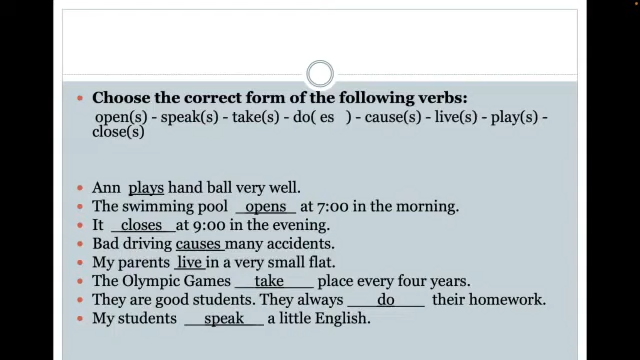 Choose the correct form of the following verbs:
open(s) - speak(s) - take(s) - do( es ) - cause(s) - live(s) - play(s) -
close(s)
Ann plays hand ball very well.
The swimming pool opens at 7:00 in the morning.
It closes at 9:00 in the evening.
Bad driving causes many accidents.
My parents live in a very small flat.
The Olympic Games take place every four years.
They are good students. They always do their homework.
My students speak a little English.